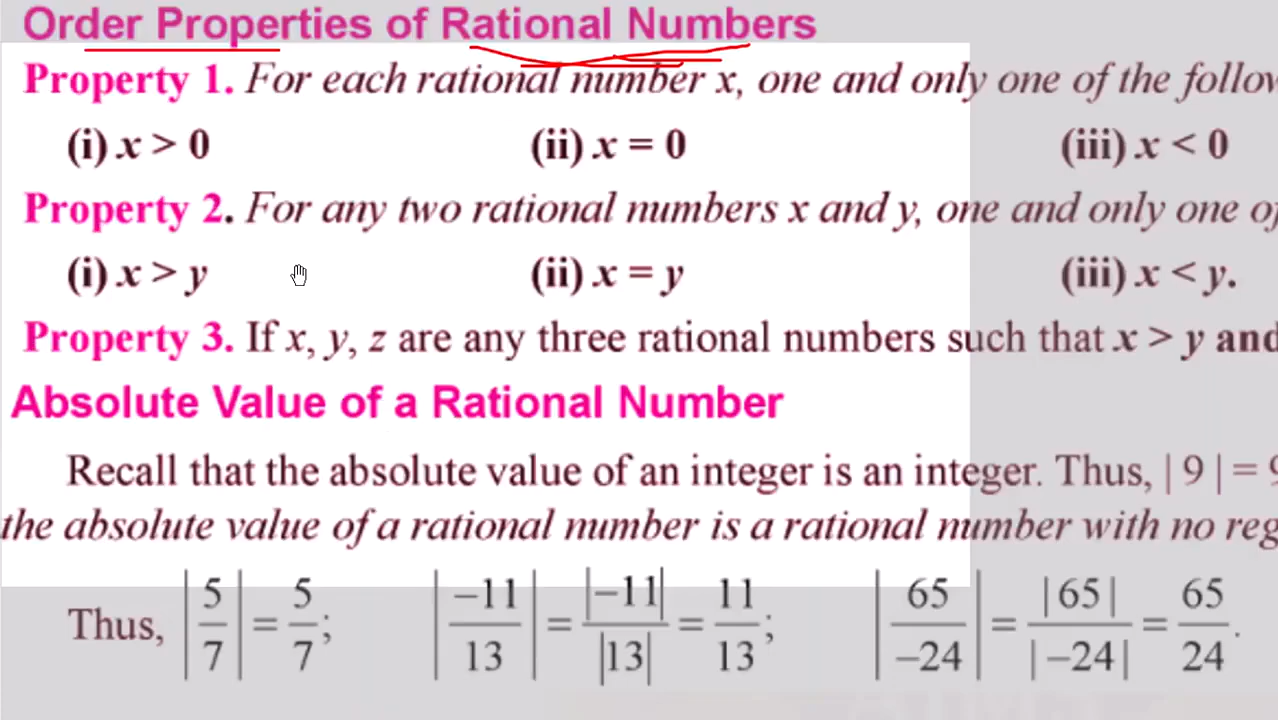 Order Properties of Rational Numbers
Property 1. For each rational number x, one and only one of the
(i) x > 0 (ii) x = 0 (iii) x < 0
Property 2. For any two rational numbers x and y, one and only one
(i) x > y (ii) x = y (iii) x < y.
Property 3. If x, y, z are any three rational numbers such that x > y and
Absolute Value of a Rational Number
Recall that the absolute value of an integer is an integer. Thus, | 9 | =
the absolute value of a rational number is a rational number with no
Thus, |5/7| = 5/7; |−11/13| = |−11|/|13| = 11/13; |65/−24| = |65|/|−24| = 65/24.